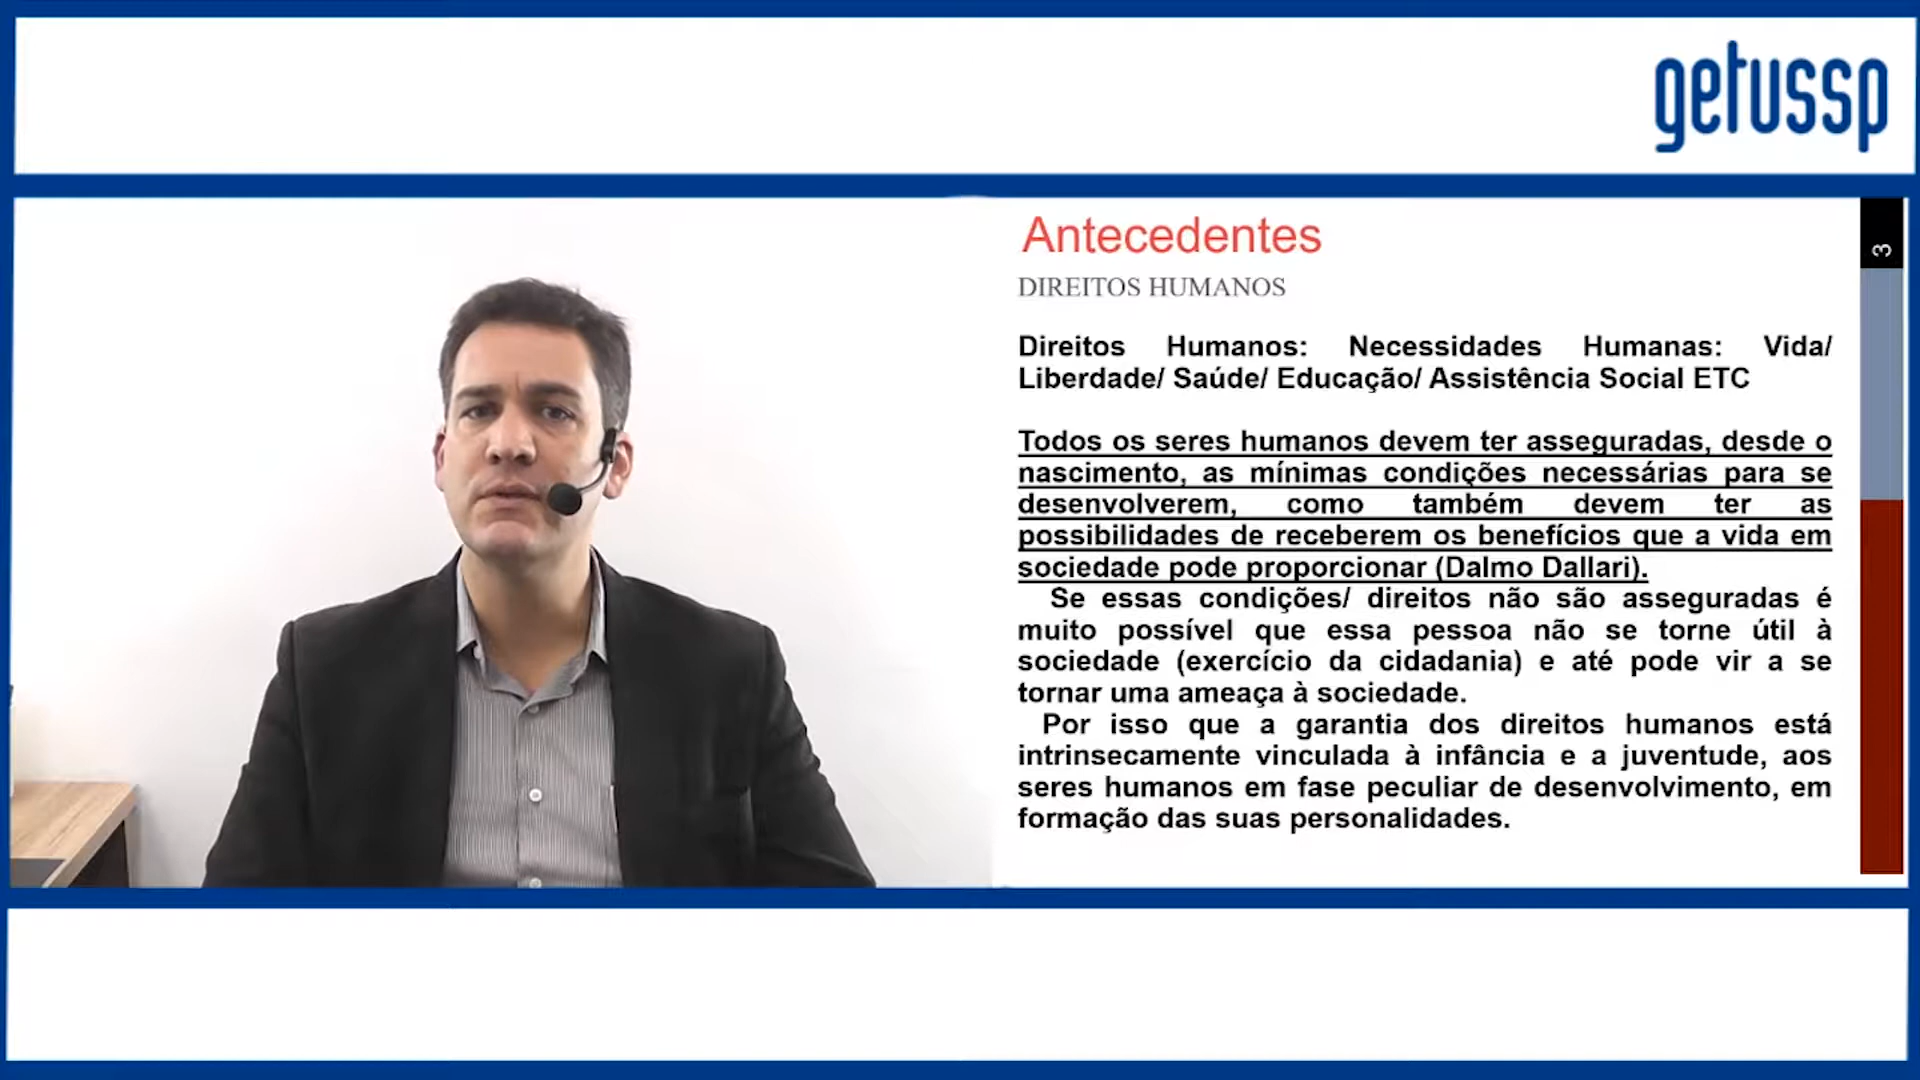 getussp
Antecedentes
3
DIREITOS HUMANOS
Direitos Humanos: Necessidades Humanas: Vida/
Liberdade/ Saúde/ Educação/ Assistência Social ETC
Todos os seres humanos devem ter asseguradas, desde o
nascimento, as mínimas condições necessárias para se
desenvolverem, como também devem ter as
possibilidades de receberem os benefícios que a vida em
sociedade pode proporcionar (Dalmo Dallari).
Se essas condições/ direitos não são asseguradas é
muito possível que essa pessoa não se torne útil à
sociedade (exercício da cidadania) e até pode vir a se
tornar uma ameaça à sociedade.
Por isso que a garantia dos direitos humanos está
intrinsecamente vinculada à infância e a juventude, aos
seres humanos em fase peculiar de desenvolvimento, em
formação das suas personalidades.